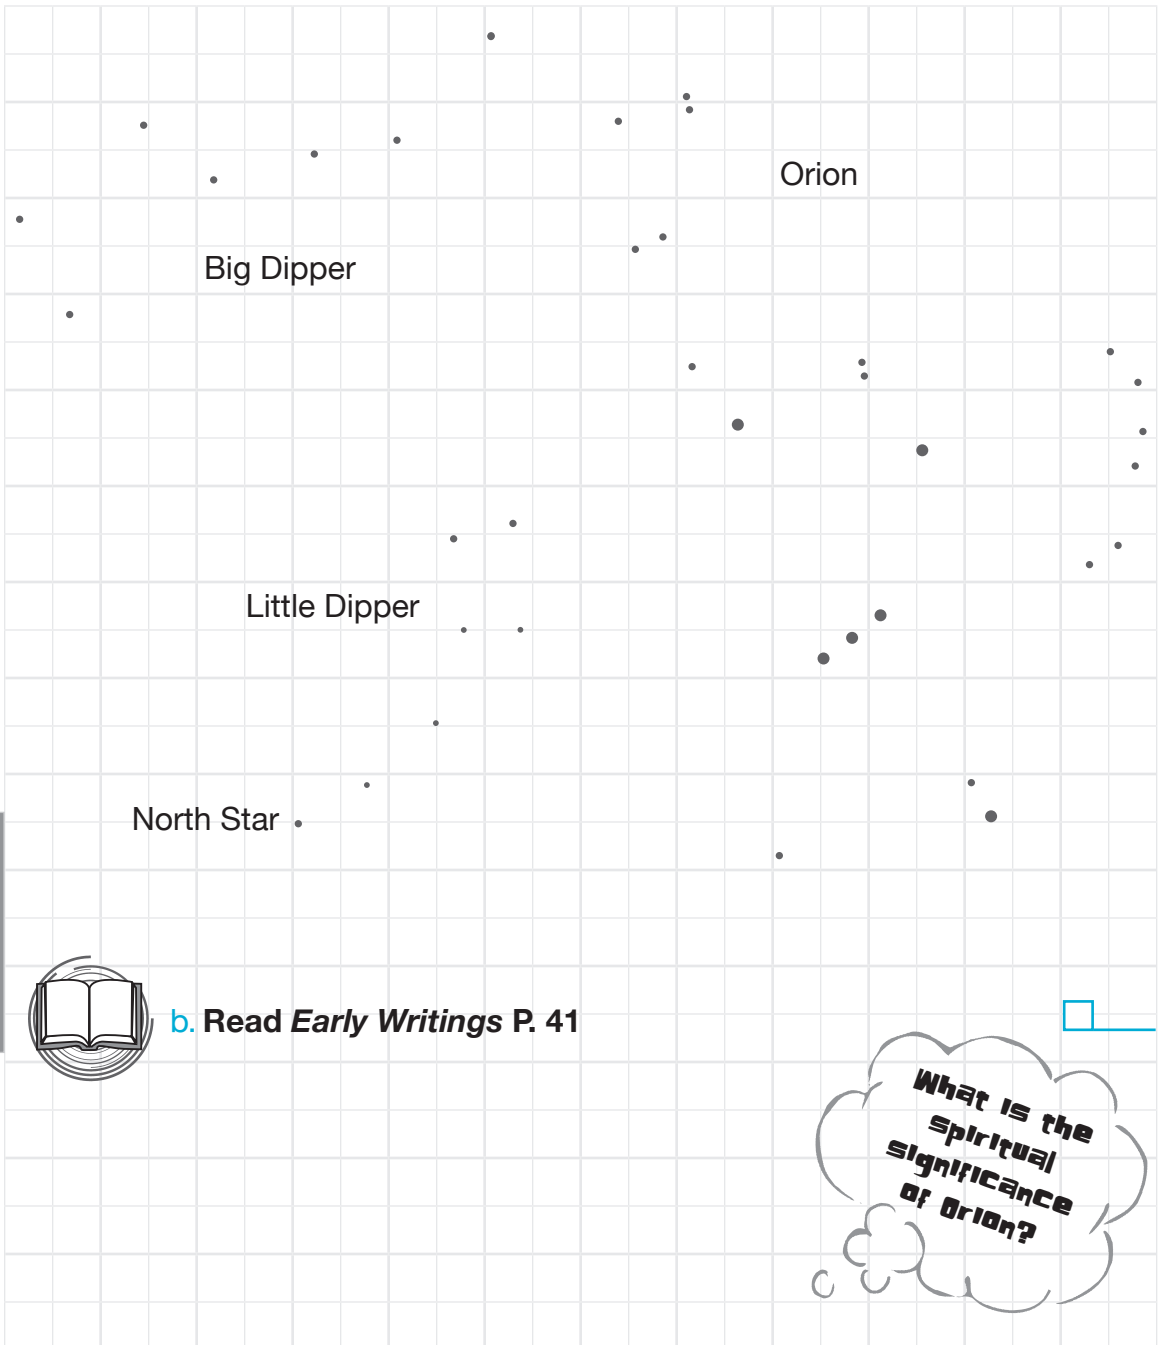 Orion
Big Dipper
Little Dipper
North Star
b. Read Early Writings P. 41
What is the
spiritual
significance
of Orion?